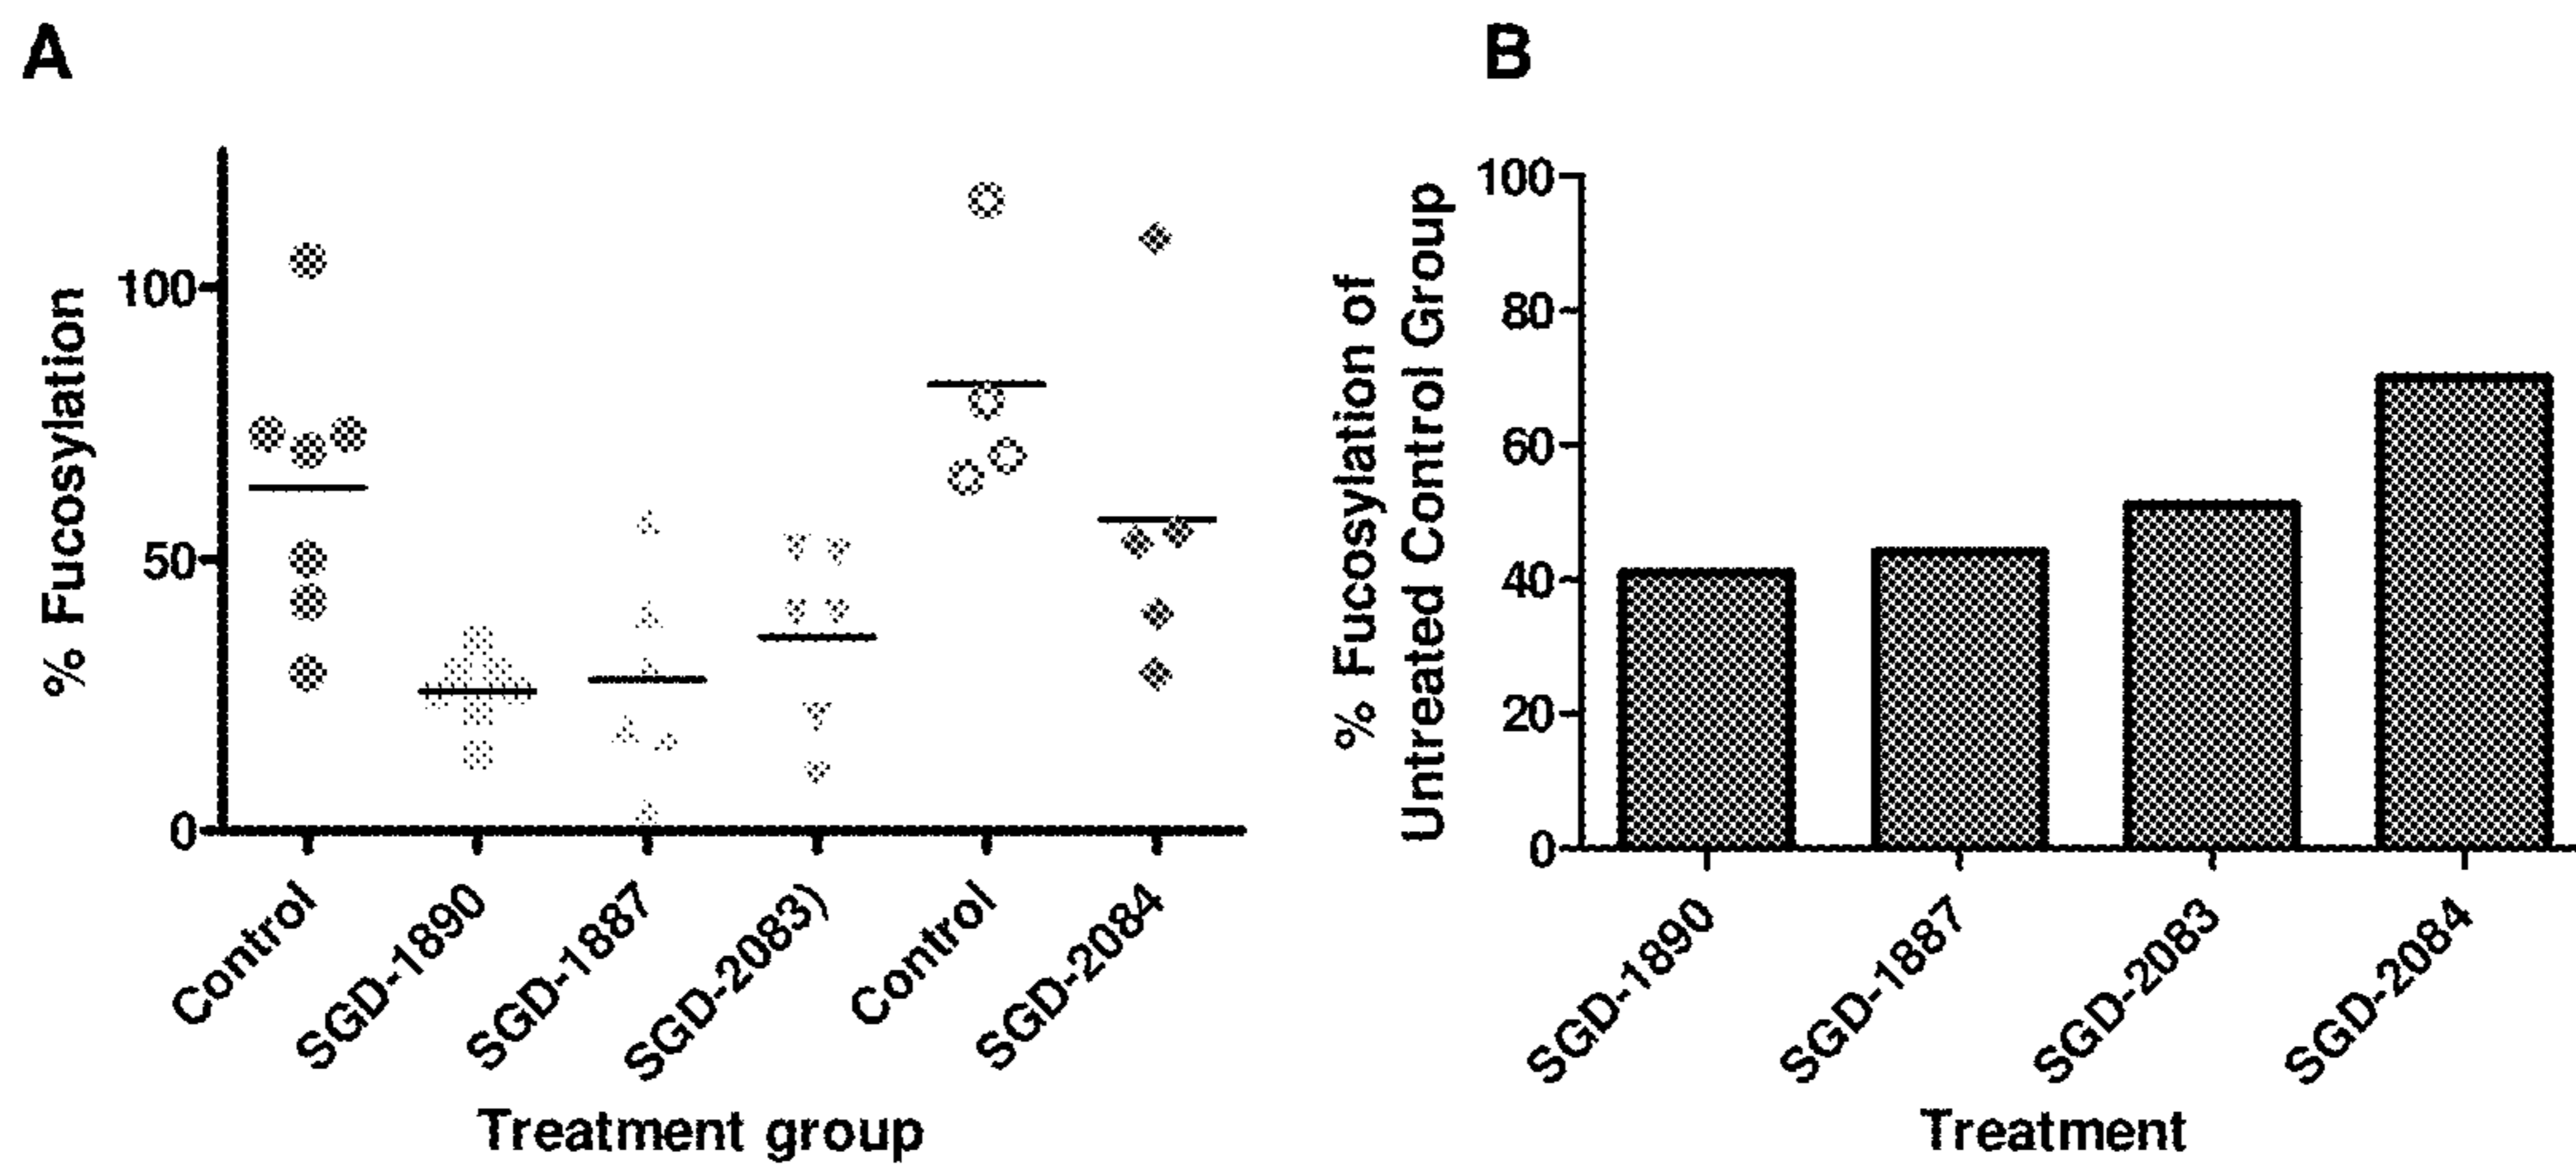 A
% Fucosylation
100
50
0
Control
SGD-1890
SGD-1887
SGD-2083)
Control
SGD-2084
Treatment group
B
% Fucosylation of
Untreated Control Group
100
80
60
40
20
0
SGD-1890
SGD-1887
SGD-2083
SGD-2084
Treatment